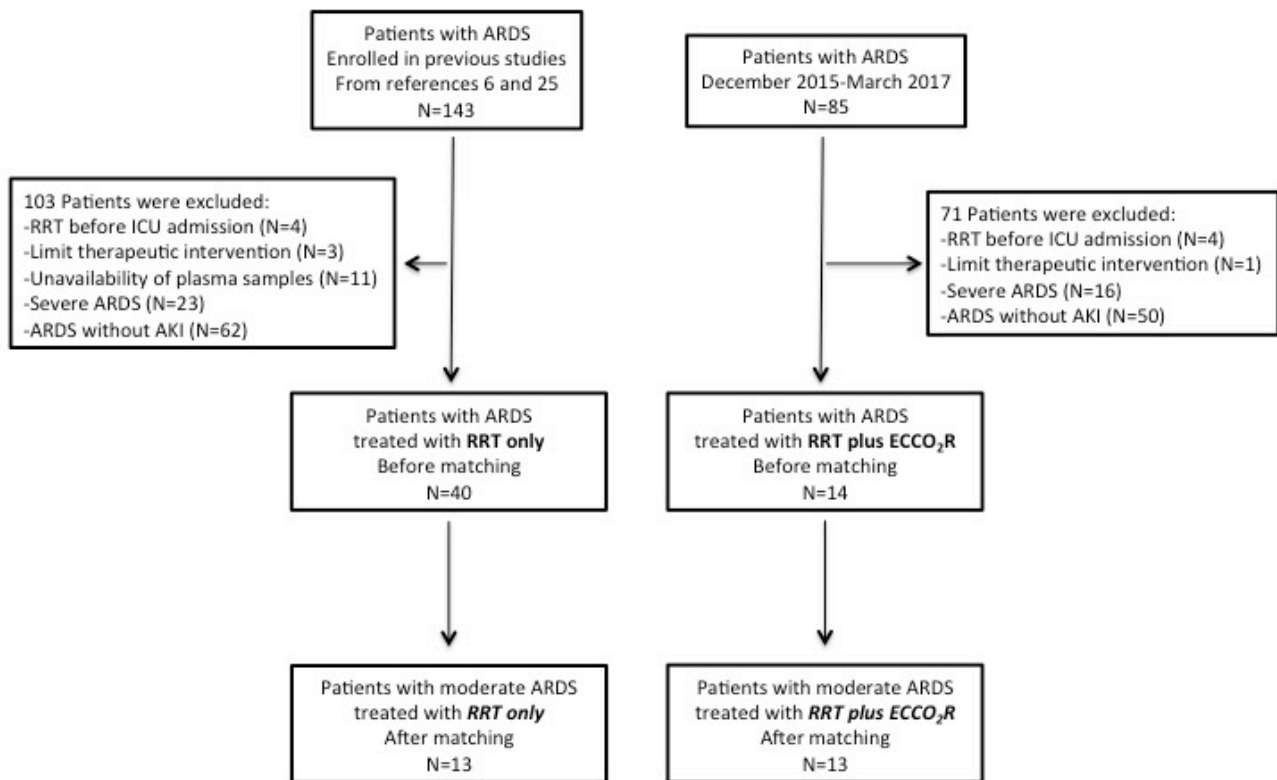 Patients with ARDS
Enrolled in previous studies
From references 6 and 25
N=143
Patients with ARDS
December 2015-March 2017
N=85
103 Patients were excluded:
-RRT before ICU admission (N=4)
-Limit therapeutic intervention (N=3)
-Unavailability of plasma samples (N=11)
-Severe ARDS (N=23)
-ARDS without AKI (N=62)
71 Patients were excluded:
-RRT before ICU admission (N=4)
-Limit therapeutic intervention (N=1)
-Severe ARDS (N=16)
-ARDS without AKI (N=50)
Patients with ARDS
treated with RRT only
Before matching
N=40
Patients with ARDS
treated with RRT plus ECCO₂R
Before matching
N=14
Patients with moderate ARDS
treated with RRT only
After matching
N=13
Patients with moderate ARDS
treated with RRT plus ECCO₂R
After matching
N=13